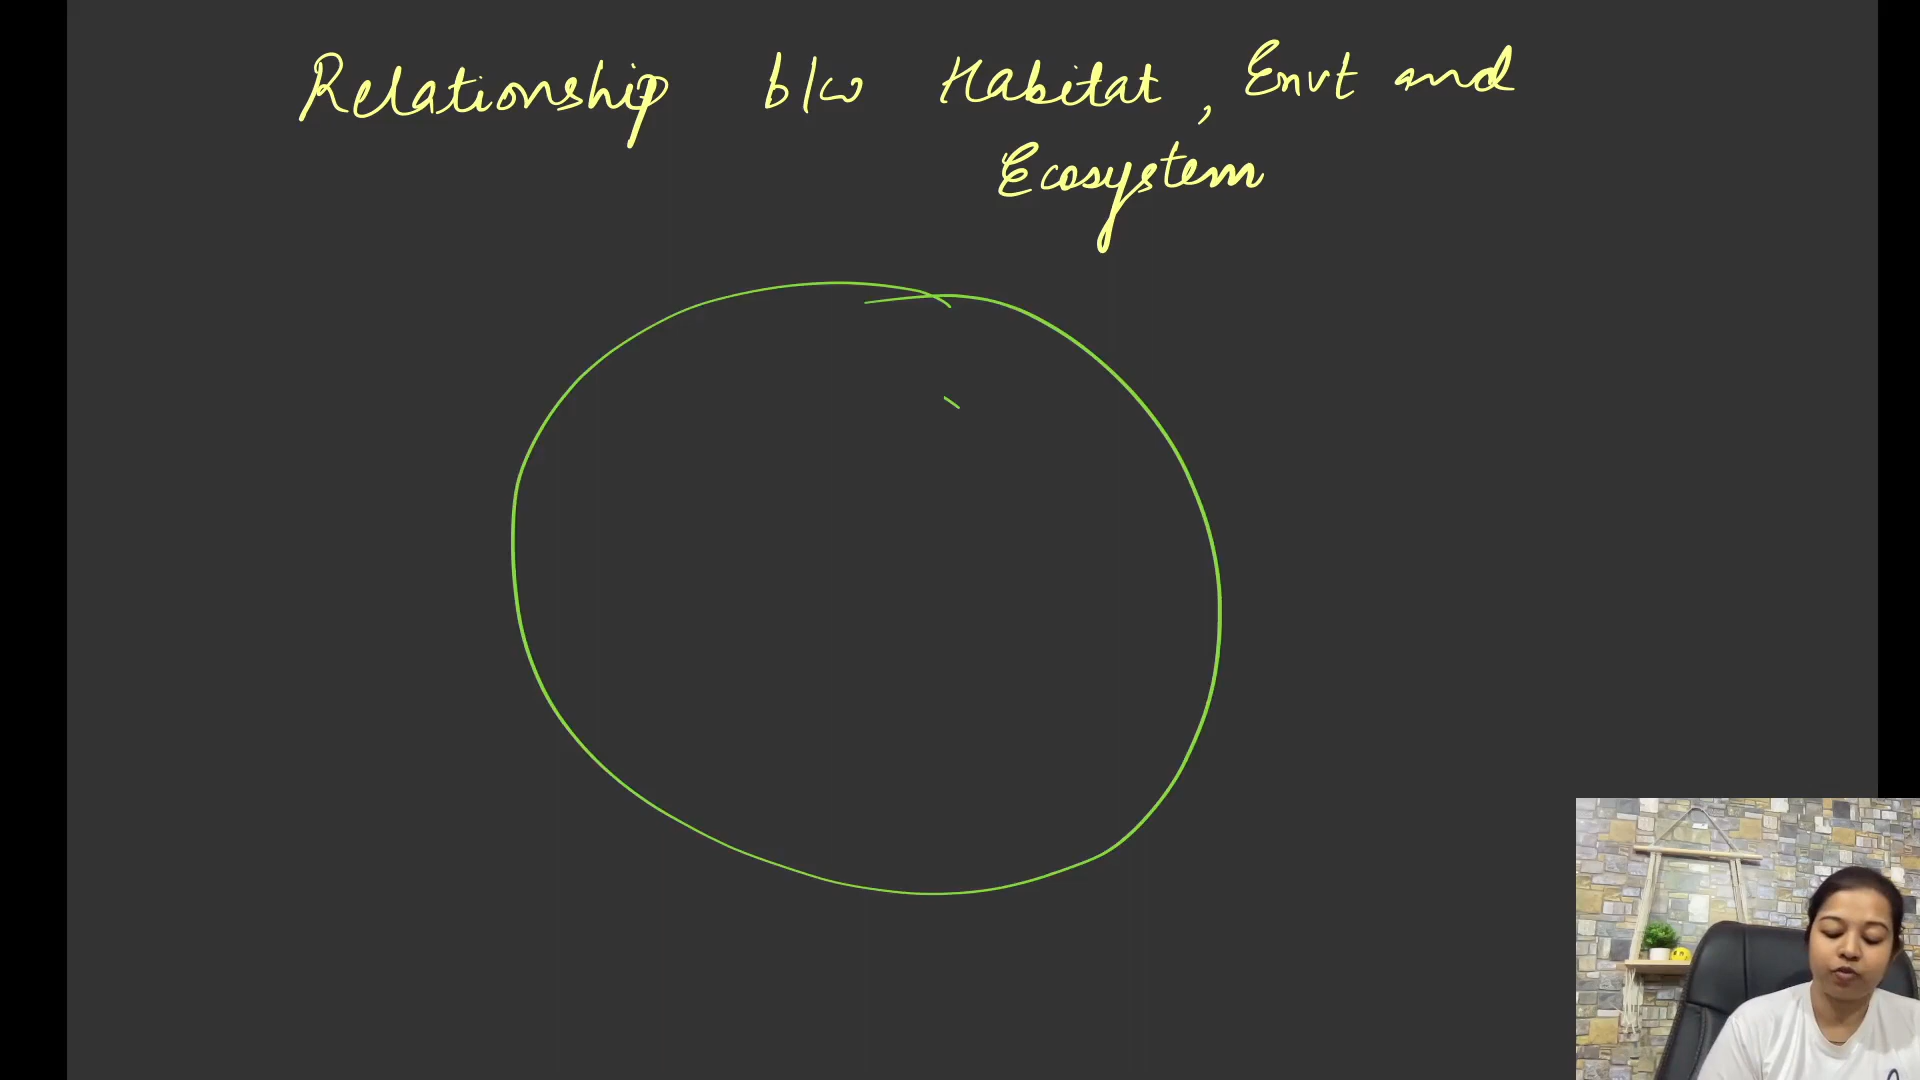 Relationship b/w Habitat, Envt and
Ecosystem